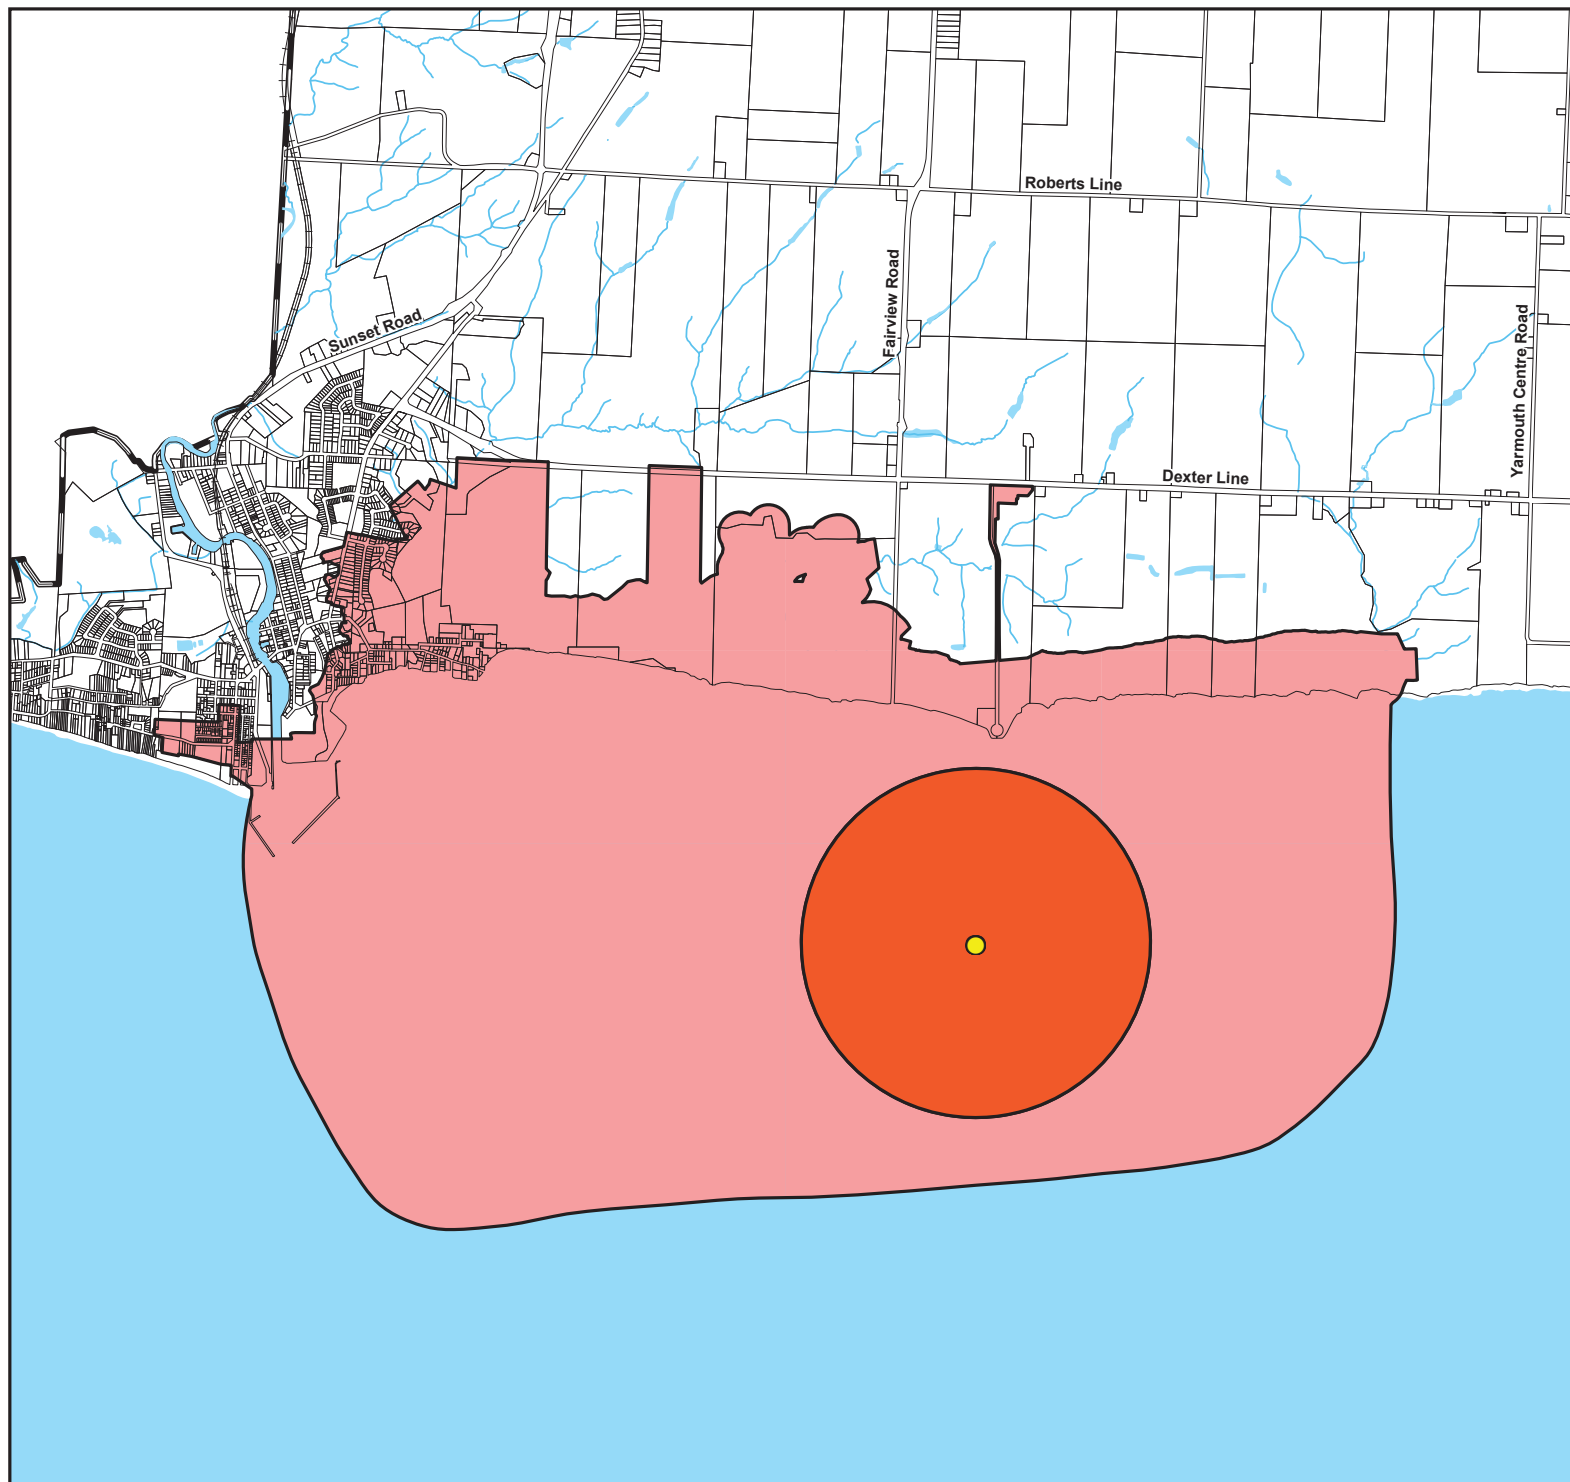 Roberts Line
Fairview Road
Sunset Road
Yarmouth Centre Road
Dexter Line